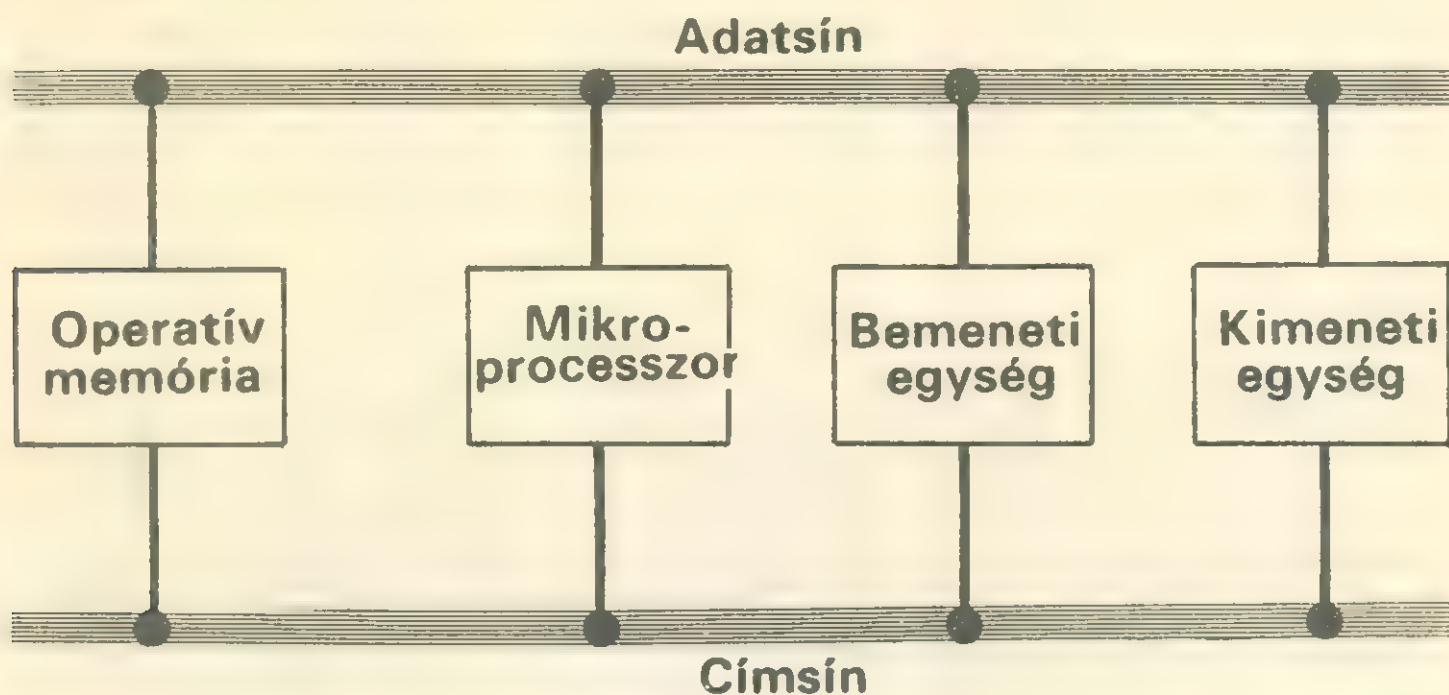 Adatsín
Operatív
memória
Mikro-
processzor
Bemeneti
egység
Kimeneti
egység
Címsín